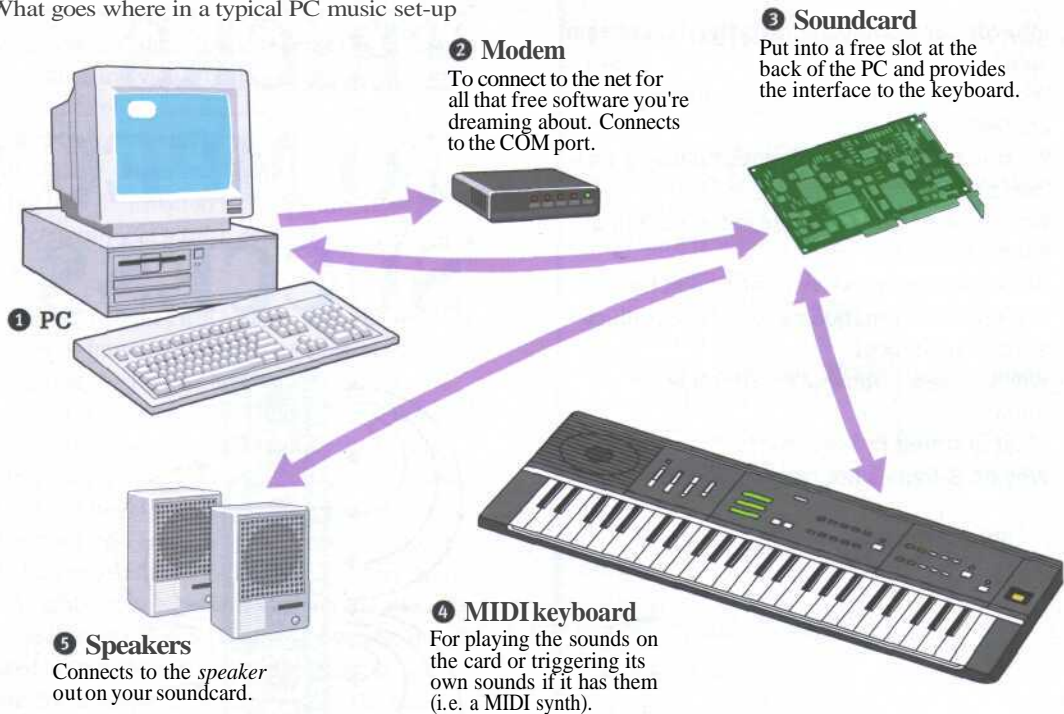 What goes where in a typical PC music set-up
❶ PC
❷ Modem
To connect to the net for
all that free software you're
dreaming about. Connects
to the COM port.
❸ Soundcard
Put into a free slot at the
back of the PC and provides
the interface to the keyboard.
❹ MIDI keyboard
For playing the sounds on
the card or triggering its
own sounds if it has them
(i.e. a MIDI synth).
❺ Speakers
Connects to the speaker
out on your soundcard.